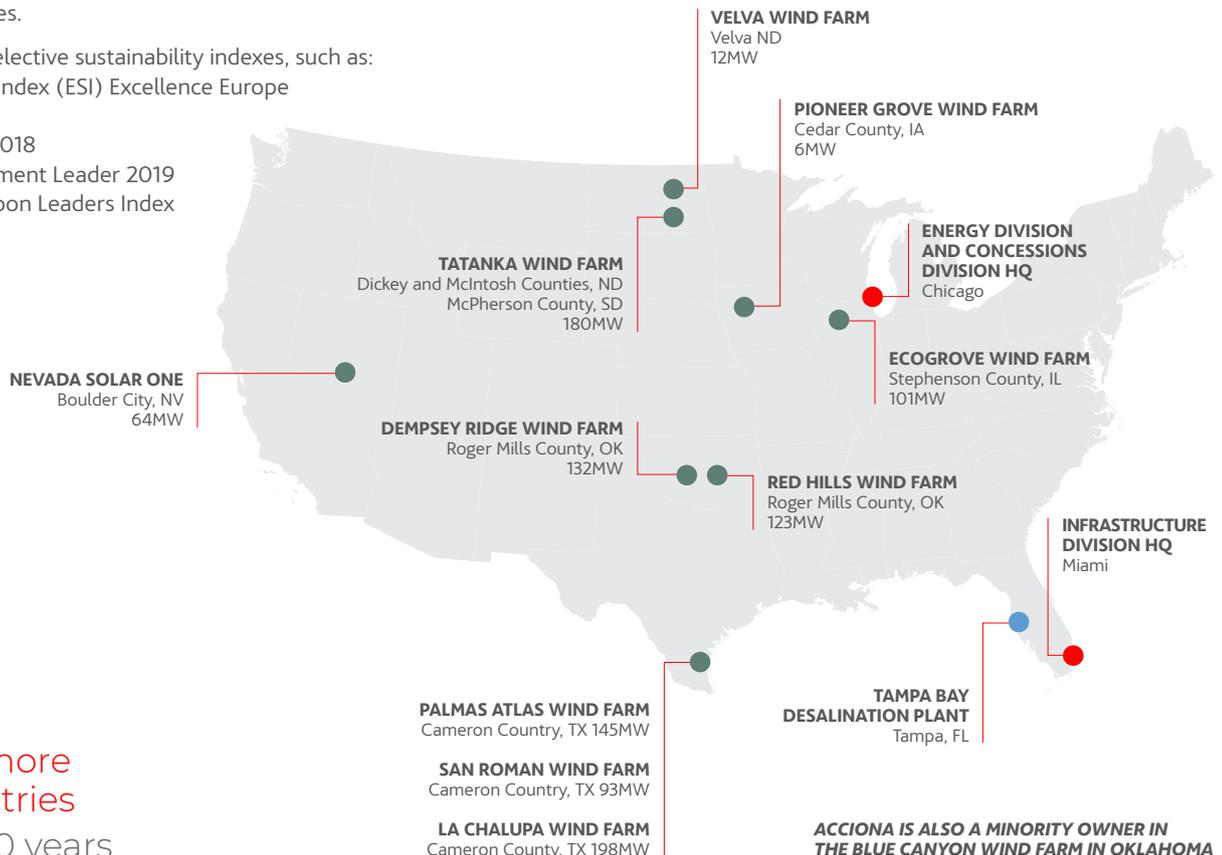 es.
elective sustainability indexes, such as:
ndex (ESI) Excellence Europe
018
ment Leader 2019
bon Leaders Index
VELVA WIND FARM
Velva ND
12MW
PIONEER GROVE WIND FARM
Cedar County, IA
6MW
ENERGY DIVISION
AND CONCESSIONS
DIVISION HQ
Chicago
TATANKA WIND FARM
Dickey and McIntosh Counties, ND
McPherson County, SD
180MW
ECOGROVE WIND FARM
Stephenson County, IL
101MW
NEVADA SOLAR ONE
Boulder City, NV
64MW
DEMPSEY RIDGE WIND FARM
Roger Mills County, OK
132MW
RED HILLS WIND FARM
Roger Mills County, OK
123MW
INFRASTRUCTURE
DIVISION HQ
Miami
TAMPA BAY
DESALINATION PLANT
Tampa, FL
PALMAS ATLAS WIND FARM
Cameron Country, TX 145MW
SAN ROMAN WIND FARM
Cameron Country, TX 93MW
LA CHALUPA WIND FARM
Cameron County, TX 198MW
more
tries
0 years
ACCIONA IS ALSO A MINORITY OWNER IN
THE BLUE CANYON WIND FARM IN OKLAHOMA